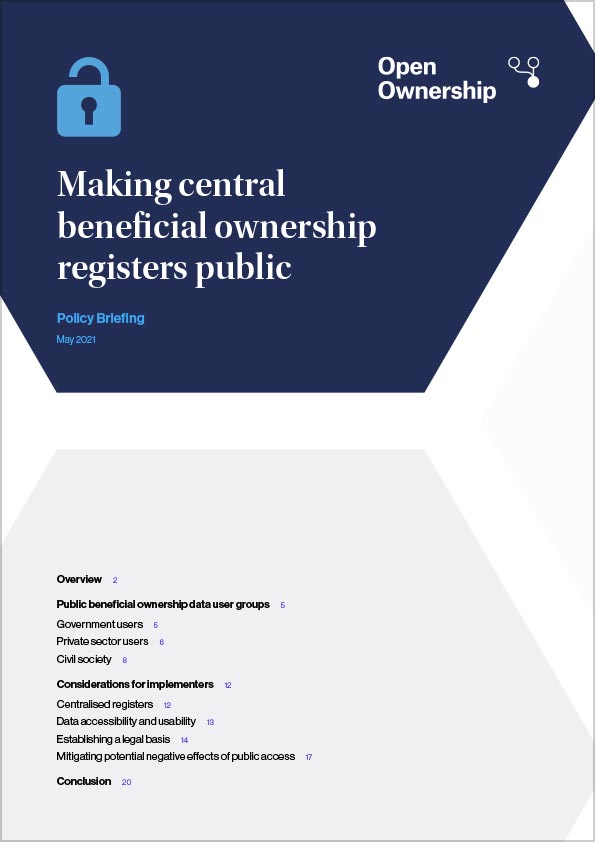 Open
Ownership
Making central
beneficial ownership
registers public
Policy Briefing
May 2021
Overview 2
Public beneficial ownership data user groups 5
Government users 5
Private sector users 6
Civil society 8
Considerations for implementers 12
Centralised registers 12
Data accessibility and usability 13
Establishing a legal basis 14
Mitigating potential negative effects of public access 17
Conclusion 20